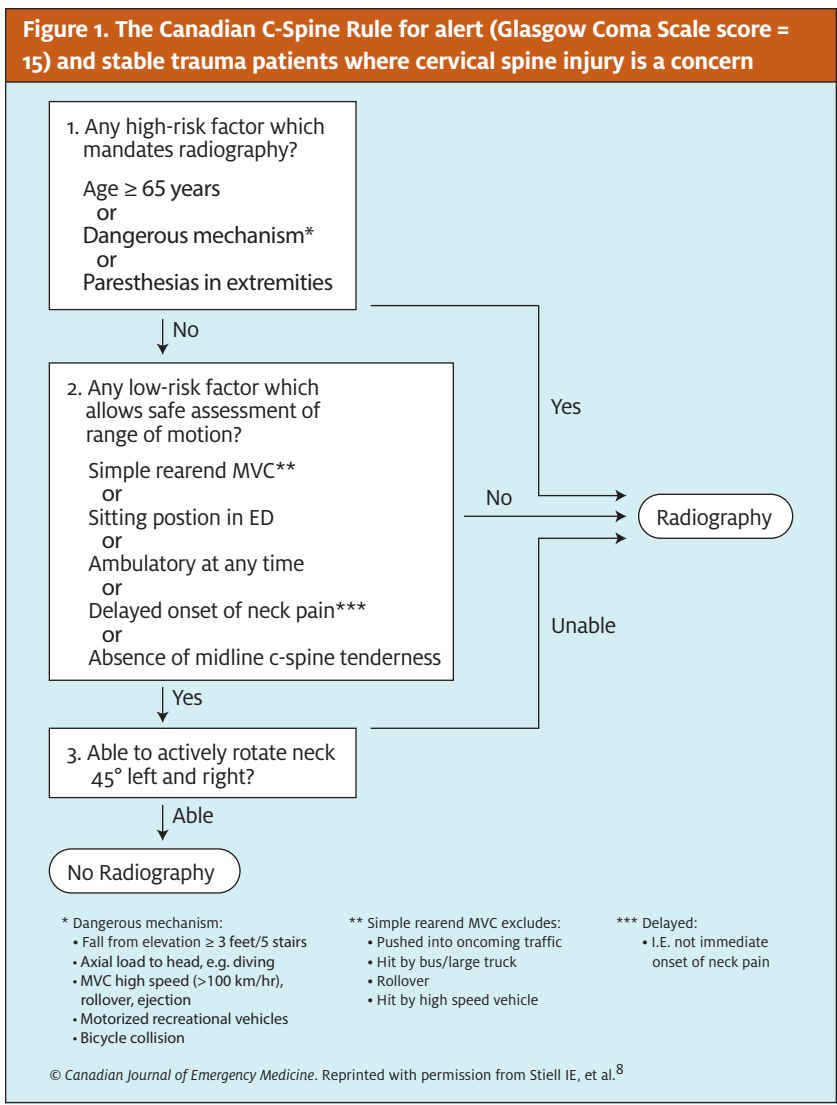 Figure 1. The Canadian C-Spine Rule for alert (Glasgow Coma Scale score =
15) and stable trauma patients where cervical spine injury is a concern
1. Any high-risk factor which
mandates radiography?
Age ≥ 65 years
or
Dangerous mechanism*
or
Paresthesias in extremities
No
Yes
2. Any low-risk factor which
allows safe assessment of
range of motion?
Simple rearend MVC**
or
Sitting postion in ED
or
Ambulatory at any time
or
Delayed onset of neck pain***
or
Absence of midline c-spine tenderness
No
Radiography
Unable
Yes
3. Able to actively rotate neck
45° left and right?
Able
No Radiography
* Dangerous mechanism:
• Fall from elevation ≥ 3 feet/5 stairs
• Axial load to head, e.g. diving
• MVC high speed (>100 km/hr),
rollover, ejection
• Motorized recreational vehicles
• Bicycle collision
** Simple rearend MVC excludes:
• Pushed into oncoming traffic
• Hit by bus/large truck
• Rollover
• Hit by high speed vehicle
*** Delayed:
• I.E. not immediate
onset of neck pain
© Canadian Journal of Emergency Medicine. Reprinted with permission from Stiell IE, et al.8